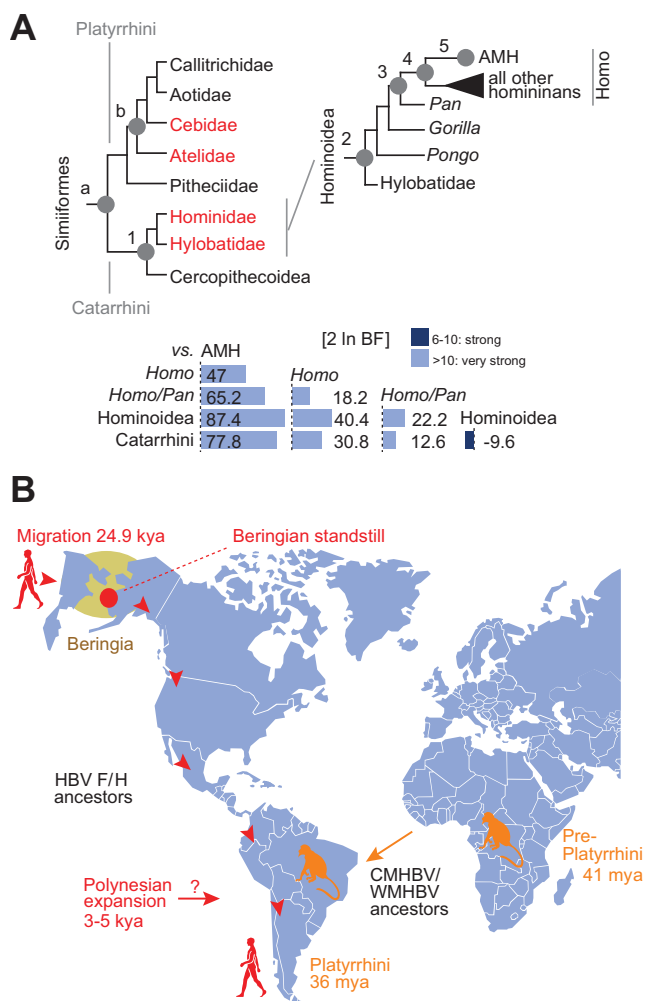 A
Platyrrhini
Simiiformes
a
b
1
Callitrichidae
Aotidae
Cebidae
Atelidae
Pitheciidae
Hominidae
Hylobatidae
Cercopithecoidea
Catarrhini
Hominoidea
2
3
4
5
AMH
all other
hominans
Homo
Pan
Gorilla
Pongo
Hylobatidae
[2 ln BF]
6-10: strong
>10: very strong
vs. AMH
Homo 47 Homo
Homo/Pan 65.2 18.2 Homo/Pan
Hominoidea 87.4 40.4 22.2 Hominoidea
Catarrhini 77.8 30.8 12.6 -9.6
B
Migration 24.9 kya
Beringian standstill
Beringia
HBV F/H
ancestors
Polynesian
expansion
3-5 kya
?
CMHBV/
WMHBV
ancestors
Pre-
Platyrrhini
41 mya
Platyrrhini
36 mya